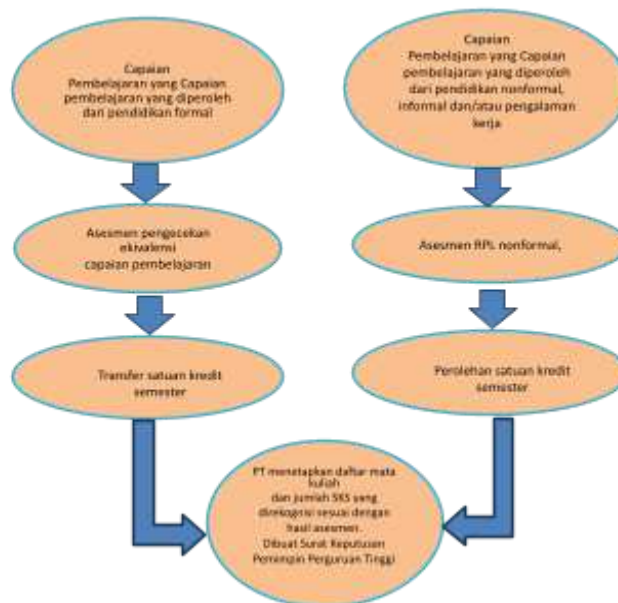 Capaian
Pembelajaran yang Capaian
pembelajaran yang diperoleh
dari pendidikan formal
Asesmen pengecekan
ekivalensi
capaian pembelajaran
Transfer satuan kredit
semester
Capaian
Pembelajaran yang Capaian
pembelajaran yang diperoleh
dari pendidikan nonformal,
informal dan/atau pengalaman
kerja
Asesmen RPL nonformal,
Perolehan satuan kredit
semester
PT menetapkan daftar mata
kuliah
dan jumlah SKS yang
direkognisi sesuai dengan
hasil asesmen.
Dibuat Surat Keputusan
Pemimpin Perguruan Tinggi